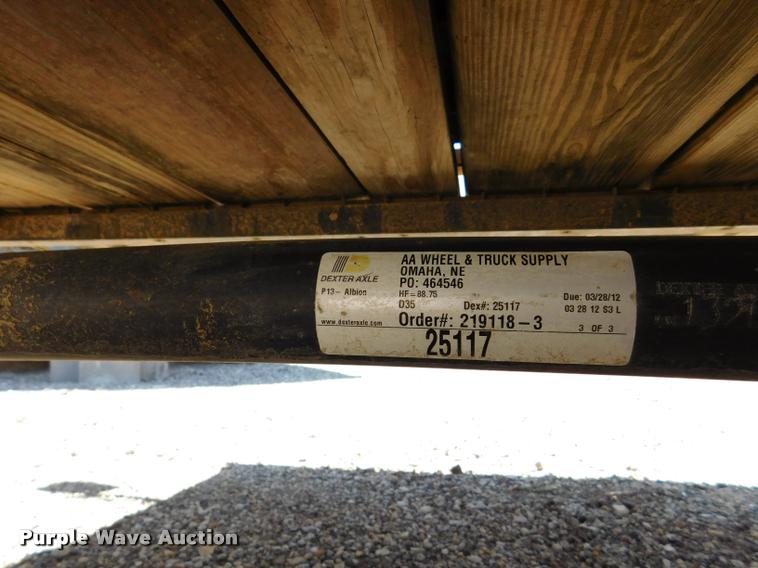 AA WHEEL & TRUCK SUPPLY
OMAHA, NE
DEXTER AXLE
PO: 464546
P13- Albion
HF=88.75
Due: 03/28/12
D35
Dex#: 25117
03 28 12 S3 L
www.dexteraxle.com
Order#: 219118-3
3 OF 3
25117
Purple Wave Auction